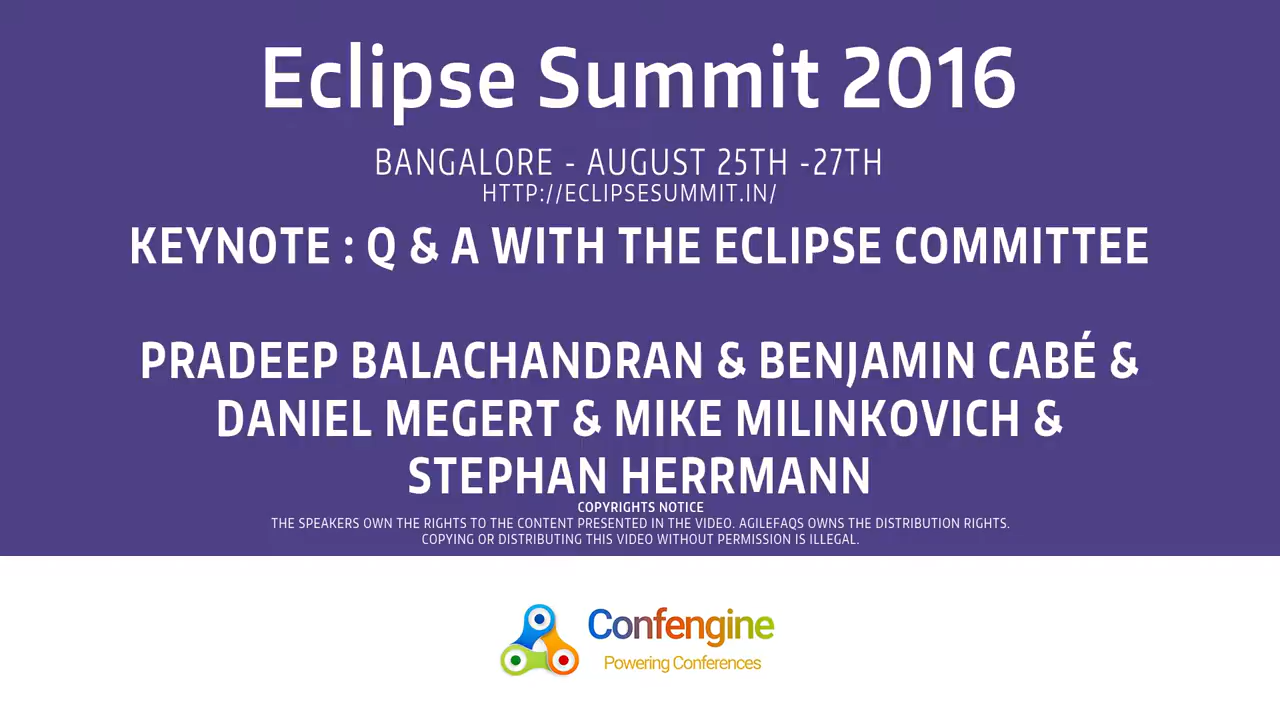 Eclipse Summit 2016
BANGALORE - AUGUST 25TH -27TH
HTTP://ECLIPSESUMMIT.IN/
KEYNOTE : Q & A WITH THE ECLIPSE COMMITTEE
PRADEEP BALACHANDRAN & BENJAMIN CABÉ &
DANIEL MEGERT & MIKE MILINKOVICH &
STEPHAN HERRMANN
COPYRIGHTS NOTICE
THE SPEAKERS OWN THE RIGHTS TO THE CONTENT PRESENTED IN THE VIDEO. AGILEFAQS OWNS THE DISTRIBUTION RIGHTS.
COPYING OR DISTRIBUTING THIS VIDEO WITHOUT PERMISSION IS ILLEGAL.
Confengine
Powering Conferences